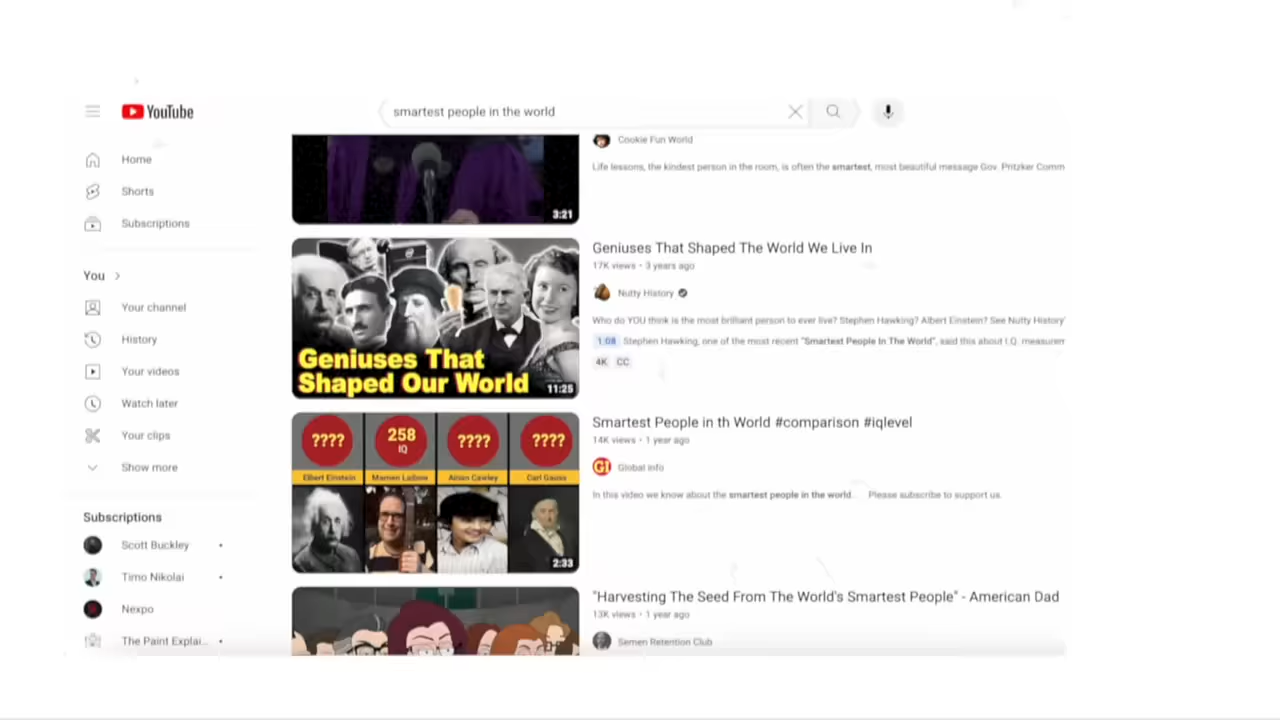 YouTube
smartest people in the world
Home
Shorts
Subscriptions
You
Your channel
History
Your videos
Watch later
Your clips
Show more
Subscriptions
Scott Buckley
Timo Nikolai
Nexpo
The Paint Explai...
3:21
Cookie Fun World
Life lessons, the kindest person in the room, is often the smartest, most beautiful message Gov. Pritzker Comm
Geniuses That
Shaped Our World
11:25
Geniuses That Shaped The World We Live In
17K views • 3 years ago
Nutty History
Who do YOU think is the most brilliant person to ever live? Stephen Hawking? Albert Einstein? See Nutty History'
1:08 Stephen Hawking, one of the most recent "Smartest People In The World", said this about I.Q. measurem
4K CC
???? 258 ???? ????
IQ
Elbert Einstein Carl Gauss
2:33
Smartest People in th World #comparison #iqlevel
14K views • 1 year ago
GI Global info
In this video we know about the smartest people in the world... Please subscribe to support us.
"Harvesting The Seed From The World's Smartest People" - American Dad
13K views • 1 year ago
Semen Retention Club